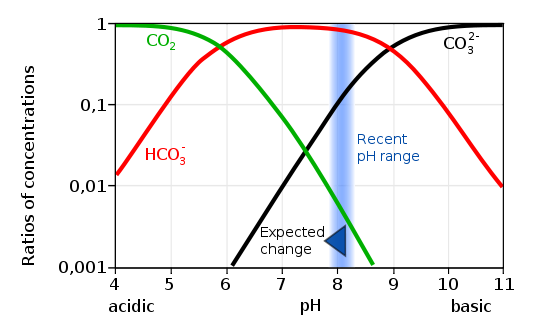 1
0,1
0,01
0,001
Ratios of concentrations
CO2
CO3 2-
HCO3 -
Recent
pH range
Expected
change
4 5 6 7 8 9 10 11
acidic pH basic